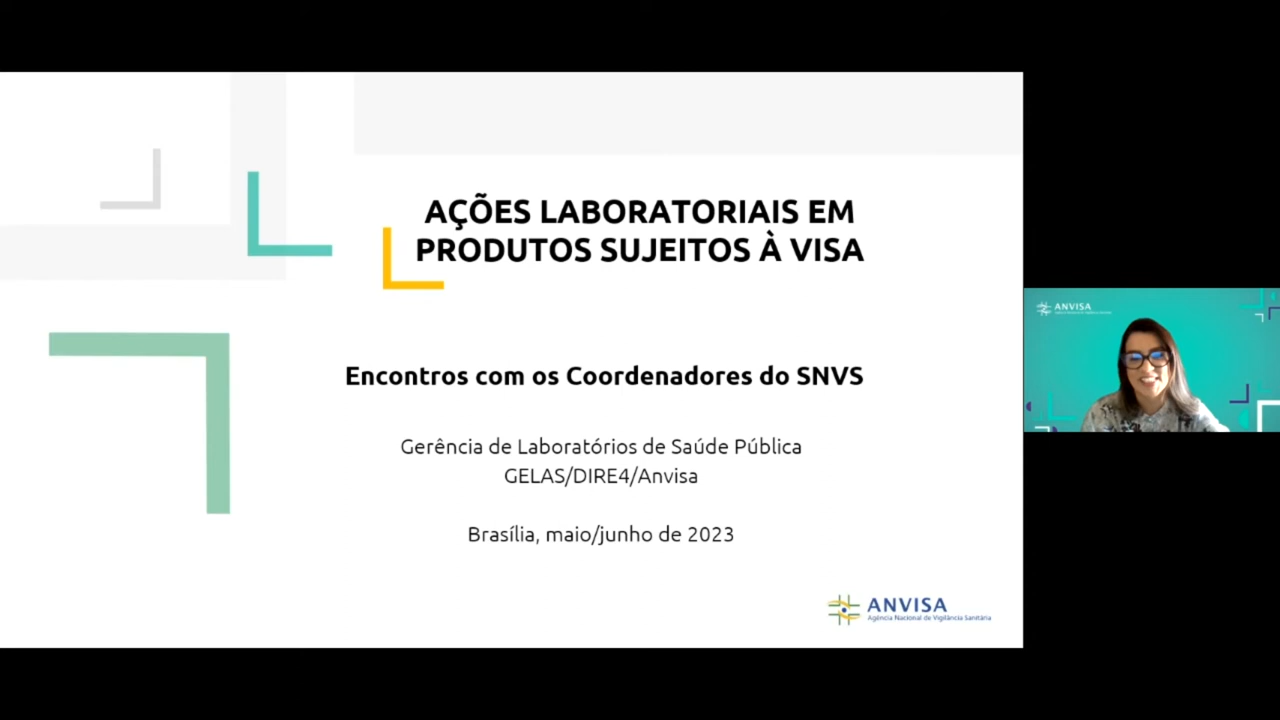 AÇÕES LABORATORIAIS EM
PRODUTOS SUJEITOS À VISA
Encontros com os Coordenadores do SNVS
Gerência de Laboratórios de Saúde Pública
GELAS/DIRE4/Anvisa
Brasília, maio/junho de 2023
ANVISA
Agência Nacional de Vigilância Sanitária
ANVISA